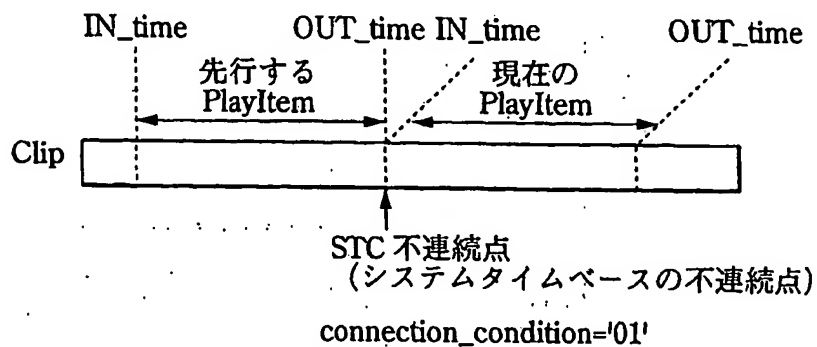 IN_time OUT_time IN_time OUT_time
先行する
PlayItem
現在の
PlayItem
Clip
STC 不連続点
（システムタイムベースの不連続点）
connection_condition='01'